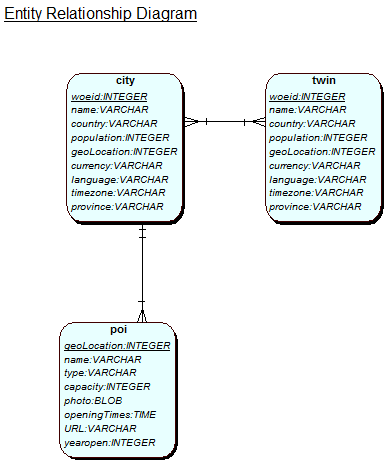 Entity Relationship Diagram
city
woeid:INTEGER
name:VARCHAR
country:VARCHAR
population:INTEGER
geoLocation:INTEGER
currency:VARCHAR
language:VARCHAR
timezone:VARCHAR
province:VARCHAR
twin
woeid:INTEGER
name:VARCHAR
country:VARCHAR
population:INTEGER
geoLocation:INTEGER
currency:VARCHAR
language:VARCHAR
timezone:VARCHAR
province:VARCHAR
poi
geoLocation:INTEGER
name:VARCHAR
type:VARCHAR
capacity:INTEGER
photo:BLOB
openingTimes:TIME
URL:VARCHAR
yearopen:INTEGER